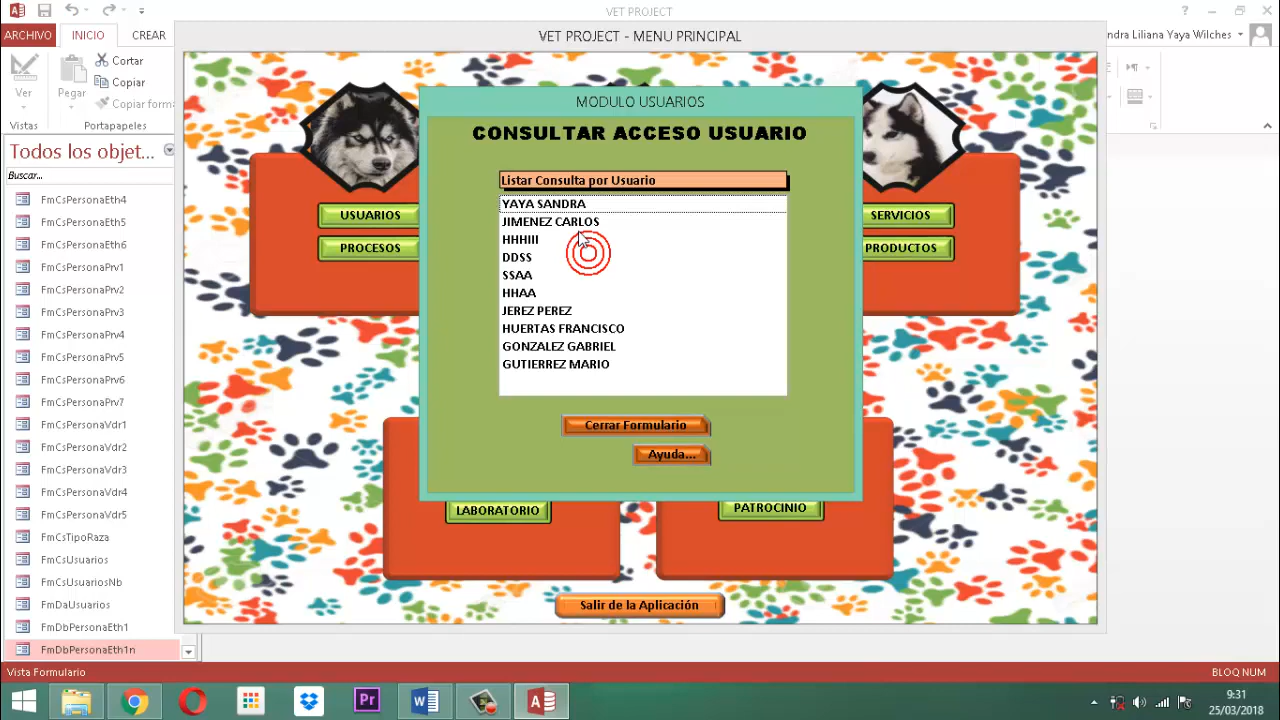 VET PROJECT
ARCHIVO
INICIO
CREAR
ndra Liliana Yaya Wilches
VET PROJECT - MENU PRINCIPAL
Ver
Pegar
Cortar
Copiar
Copiar form
Vistas
Portapapeles
Todos los objet...
Buscar...
FmCsPersonaEth4
FmCsPersonaEth5
FmCsPersonaEth6
FmCsPersonaPrv1
FmCsPersonaPrv2
FmCsPersonaPrv3
FmCsPersonaPrv4
FmCsPersonaPrv5
FmCsPersonaPrv6
FmCsPersonaPrv7
FmCsPersonaVdr1
FmCsPersonaVdr2
FmCsPersonaVdr3
FmCsPersonaVdr4
FmCsPersonaVdr5
FmCsTipoRaza
FmCsUsuarios
FmCsUsuariosNb
FmDaUsuarios
FmDbPersonaEth1
FmDbPersonaEth1n
USUARIOS
PROCESOS
SERVICIOS
PRODUCTOS
MODULO USUARIOS
CONSULTAR ACCESO USUARIO
Listar Consulta por Usuario
YAYA SANDRA
JIMENEZ CARLOS
HHHIII
DDSS
SSAA
HHAA
JEREZ PEREZ
HUERTAS FRANCISCO
GONZALEZ GABRIEL
GUTIERREZ MARIO
Cerrar Formulario
Ayuda...
LABORATORIO
PATROCINIO
Salir de la Aplicación
Vista Formulario
BLOQ NUM
Pr
9:31
25/03/2018